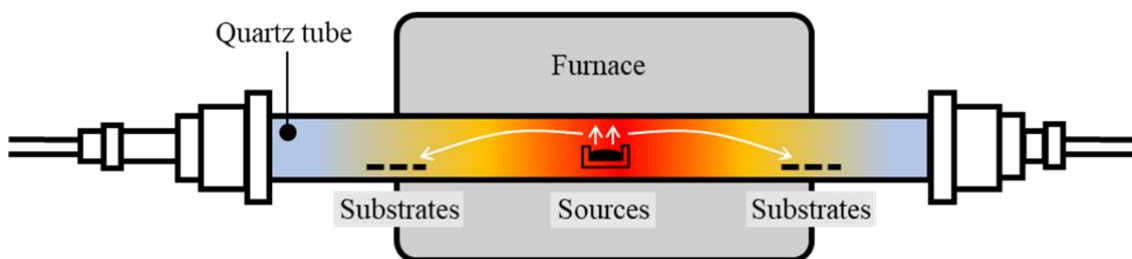 Quartz tube
Furnace
Substrates
Sources
Substrates